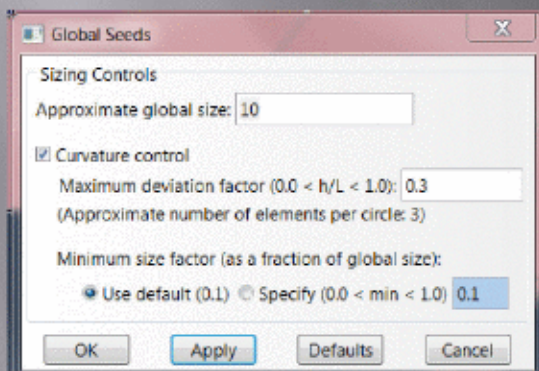 Global Seeds
Sizing Controls
Approximate global size: 10
Curvature control
Maximum deviation factor (0.0 < h/L < 1.0): 0.3
(Approximate number of elements per circle: 3)
Minimum size factor (as a fraction of global size):
Use default (0.1) Specify (0.0 < min < 1.0) 0.1
OK Apply Defaults Cancel